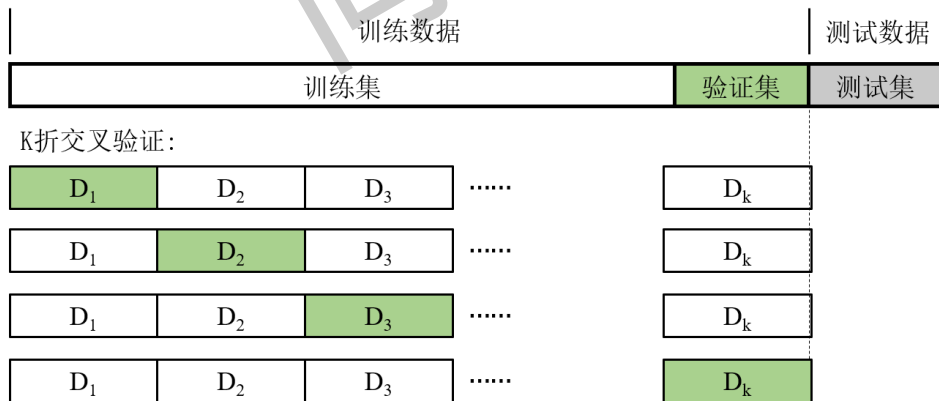 训练数据 测试数据
训练集 验证集 测试集
K折交叉验证:
D₁ D₂ D₃ …… Dₖ
D₁ D₂ D₃ …… Dₖ
D₁ D₂ D₃ …… Dₖ
D₁ D₂ D₃ …… Dₖ